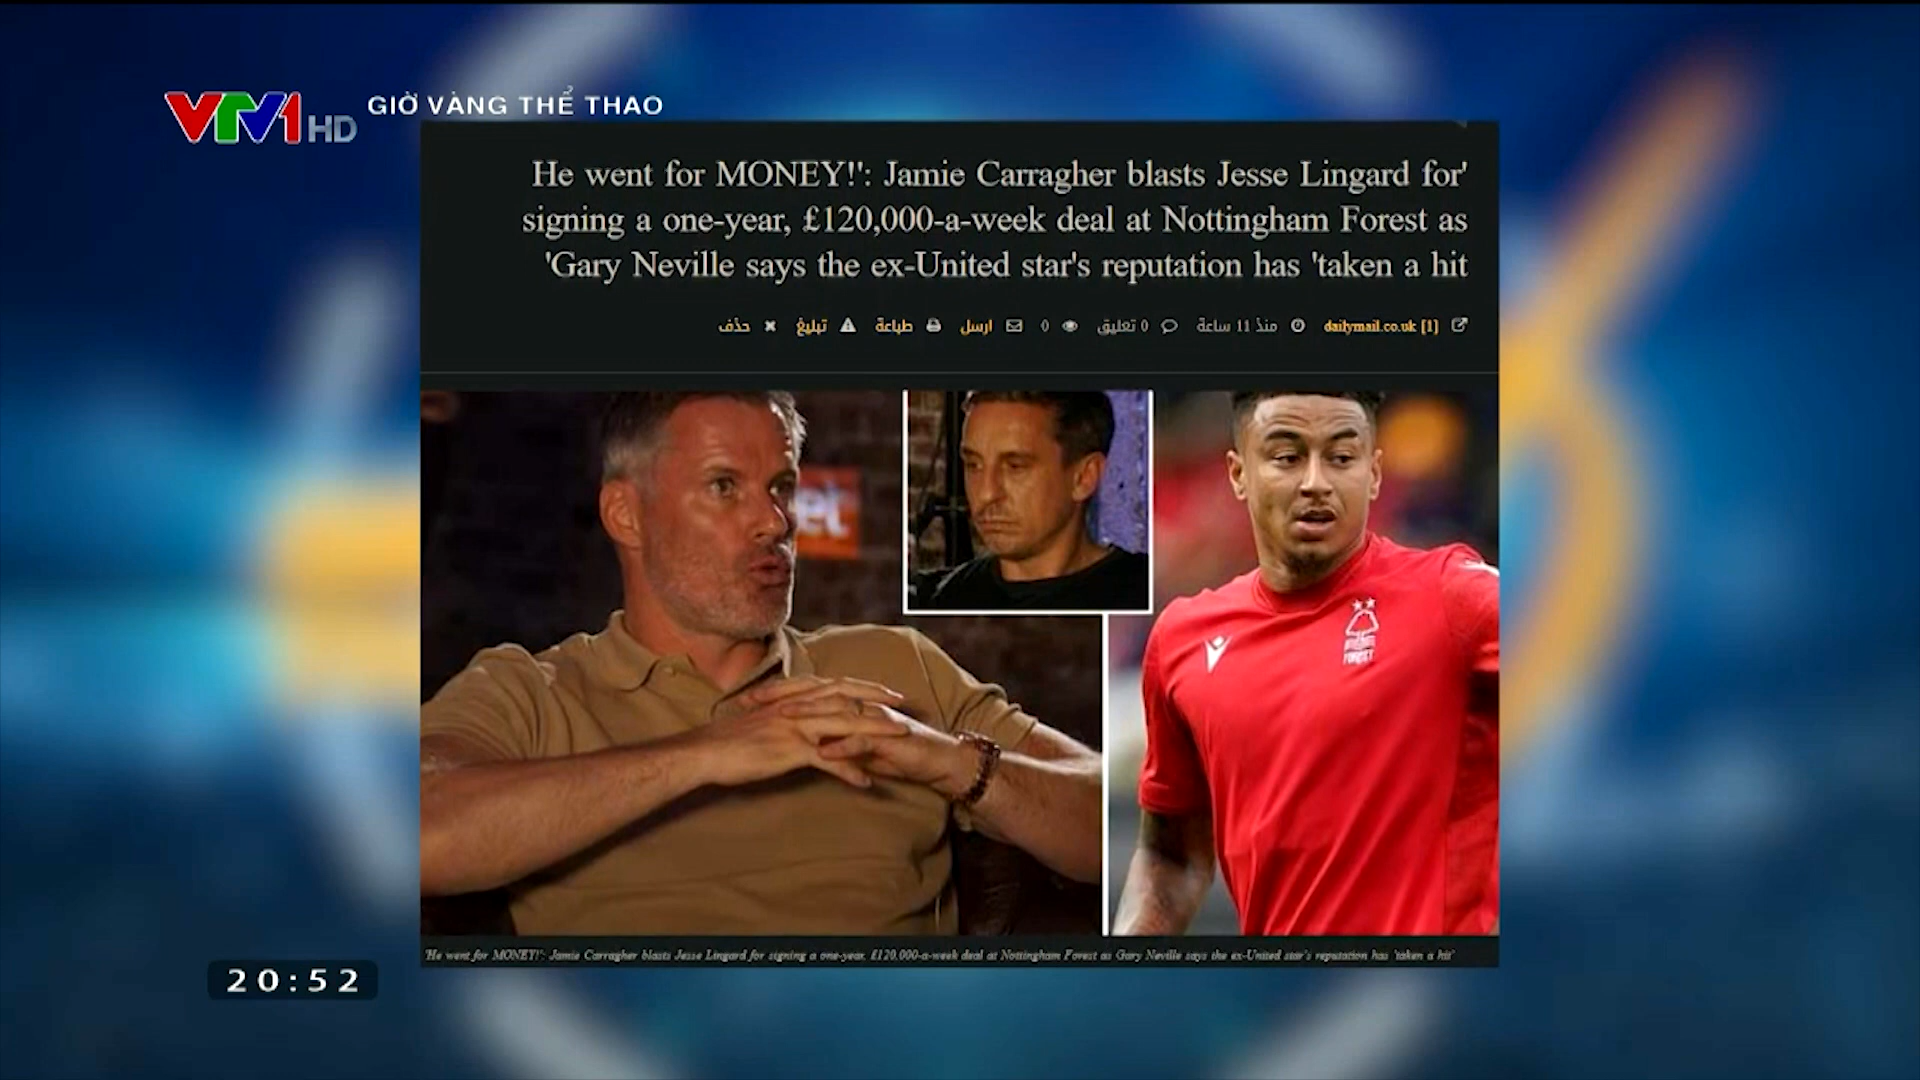 VTV1 HD
GIỜ VÀNG THỂ THAO
He went for MONEY!': Jamie Carragher blasts Jesse Lingard for'
signing a one-year, £120,000-a-week deal at Nottingham Forest as
'Gary Neville says the ex-United star's reputation has 'taken a hit
dailymail.co.uk [1] منذ 11 ساعة 0 تعليق 0 ارسل طباعة تبليغ حذف
et
FOREST
'He went for MONEY!': Jamie Carragher blasts Jesse Lingard for signing a one-year, £120,000-a-week deal at Nottingham Forest as Gary Neville says the ex-United star's reputation has 'taken a hit'
20:52